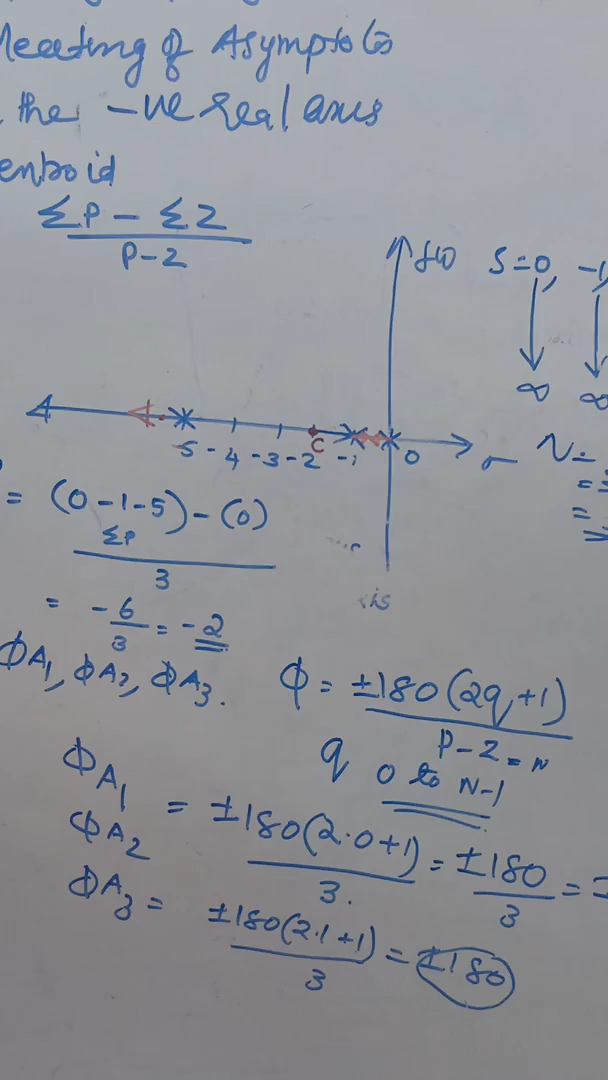 Meeting of Asymptotes
the -ve real axis
entroid
ΣP - ΣZ
P-Z
jω S=0, -1,
∞ ∞
C
-5 -4 -3 -2 -1 0 σ N=
= (0-1-5)-(0)
ΣP
3
= -6/3 = -2
ΦA1, ΦA2, ΦA3. Φ = ±180(2q+1)
P-Z=N
q 0 to N-1
ΦA1
ΦA2 = ±180(2·0+1)/3. = ±180/3 =
ΦA3 = ±180(2·1+1)/3 = ±180